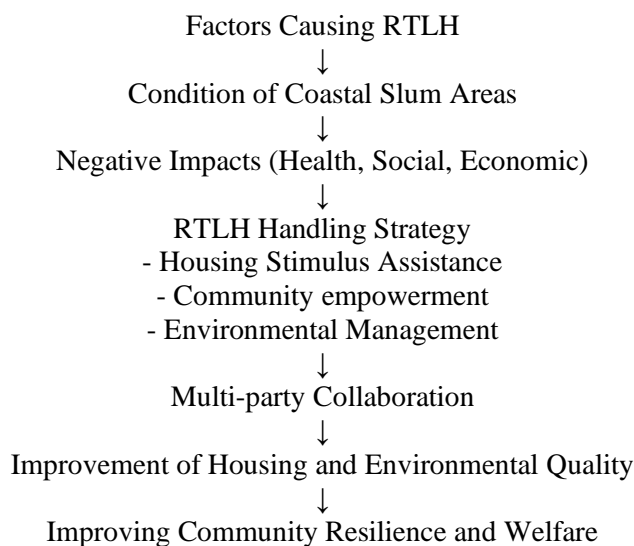 Factors Causing RTLH
↓
Condition of Coastal Slum Areas
↓
Negative Impacts (Health, Social, Economic)
↓
RTLH Handling Strategy
- Housing Stimulus Assistance
- Community empowerment
- Environmental Management
↓
Multi-party Collaboration
↓
Improvement of Housing and Environmental Quality
↓
Improving Community Resilience and Welfare